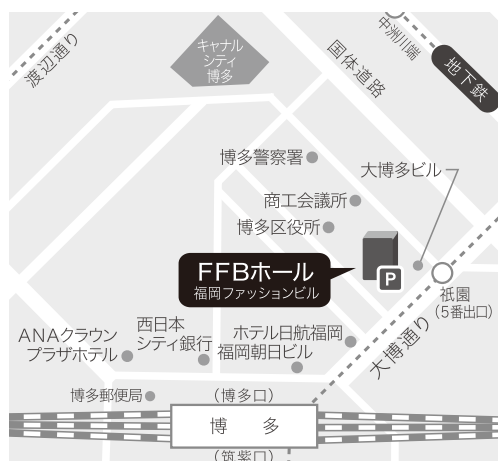 渡辺通り
キャナル
シティ
博多
国体道路
中洲川端
地下鉄
博多警察署
大博多ビル
商工会議所
博多区役所
FFBホール
福岡ファッションビル
P
祇園
(5番出口)
大博通り
ANAクラウン
プラザホテル
西日本
シティ銀行
ホテル日航福岡
福岡朝日ビル
博多郵便局
(博多口)
博　多
(筑紫口)